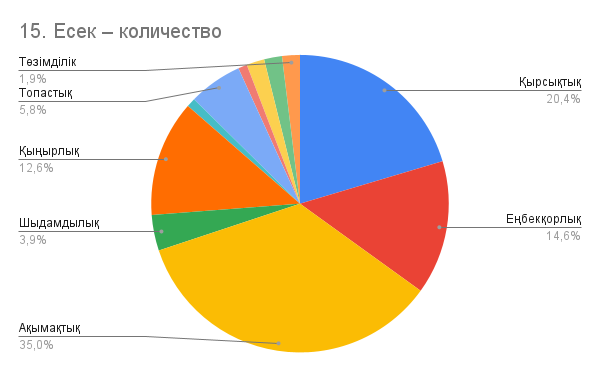 15. Есек – количество
Төзімділік
1,9%
Топастық
5,8%
Қыңырлық
12,6%
Шыдамдылық
3,9%
Ақымақтық
35,0%
Қырсықтық
20,4%
Еңбекқорлық
14,6%